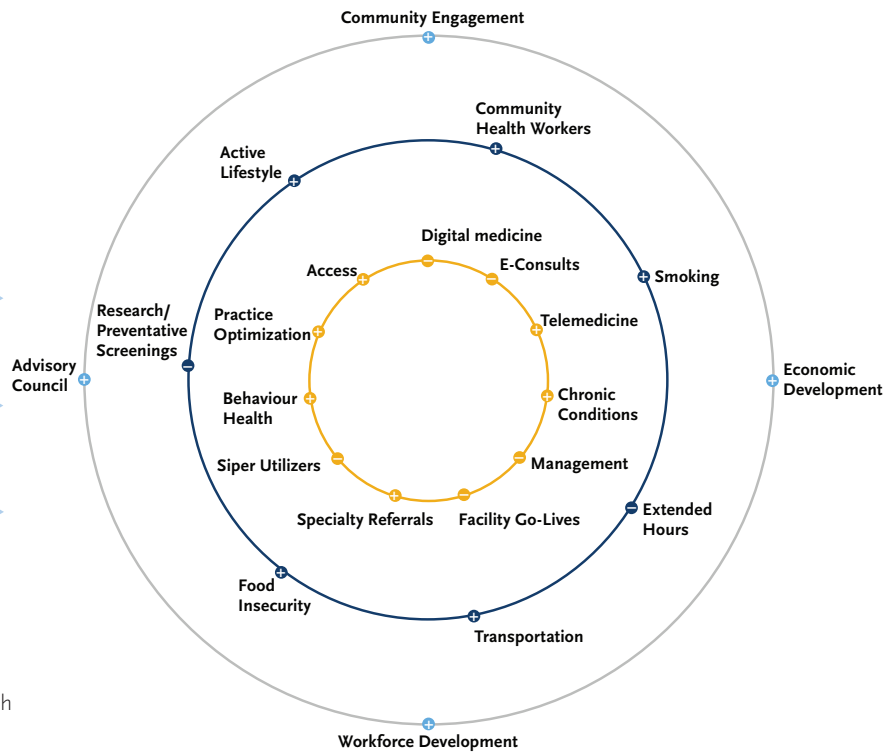 Community Engagement
Community
Health Workers
Active
Lifestyle
Digital medicine
Access
E-Consults
Smoking
Research/
Preventative
Screenings
Practice
Optimization
Telemedicine
Advisory
Council
Economic
Development
Behaviour
Health
Chronic
Conditions
Siper Utilizers
Management
Specialty Referrals
Facility Go-Lives
Extended
Hours
Food
Insecurity
Transportation
h
Workforce Development